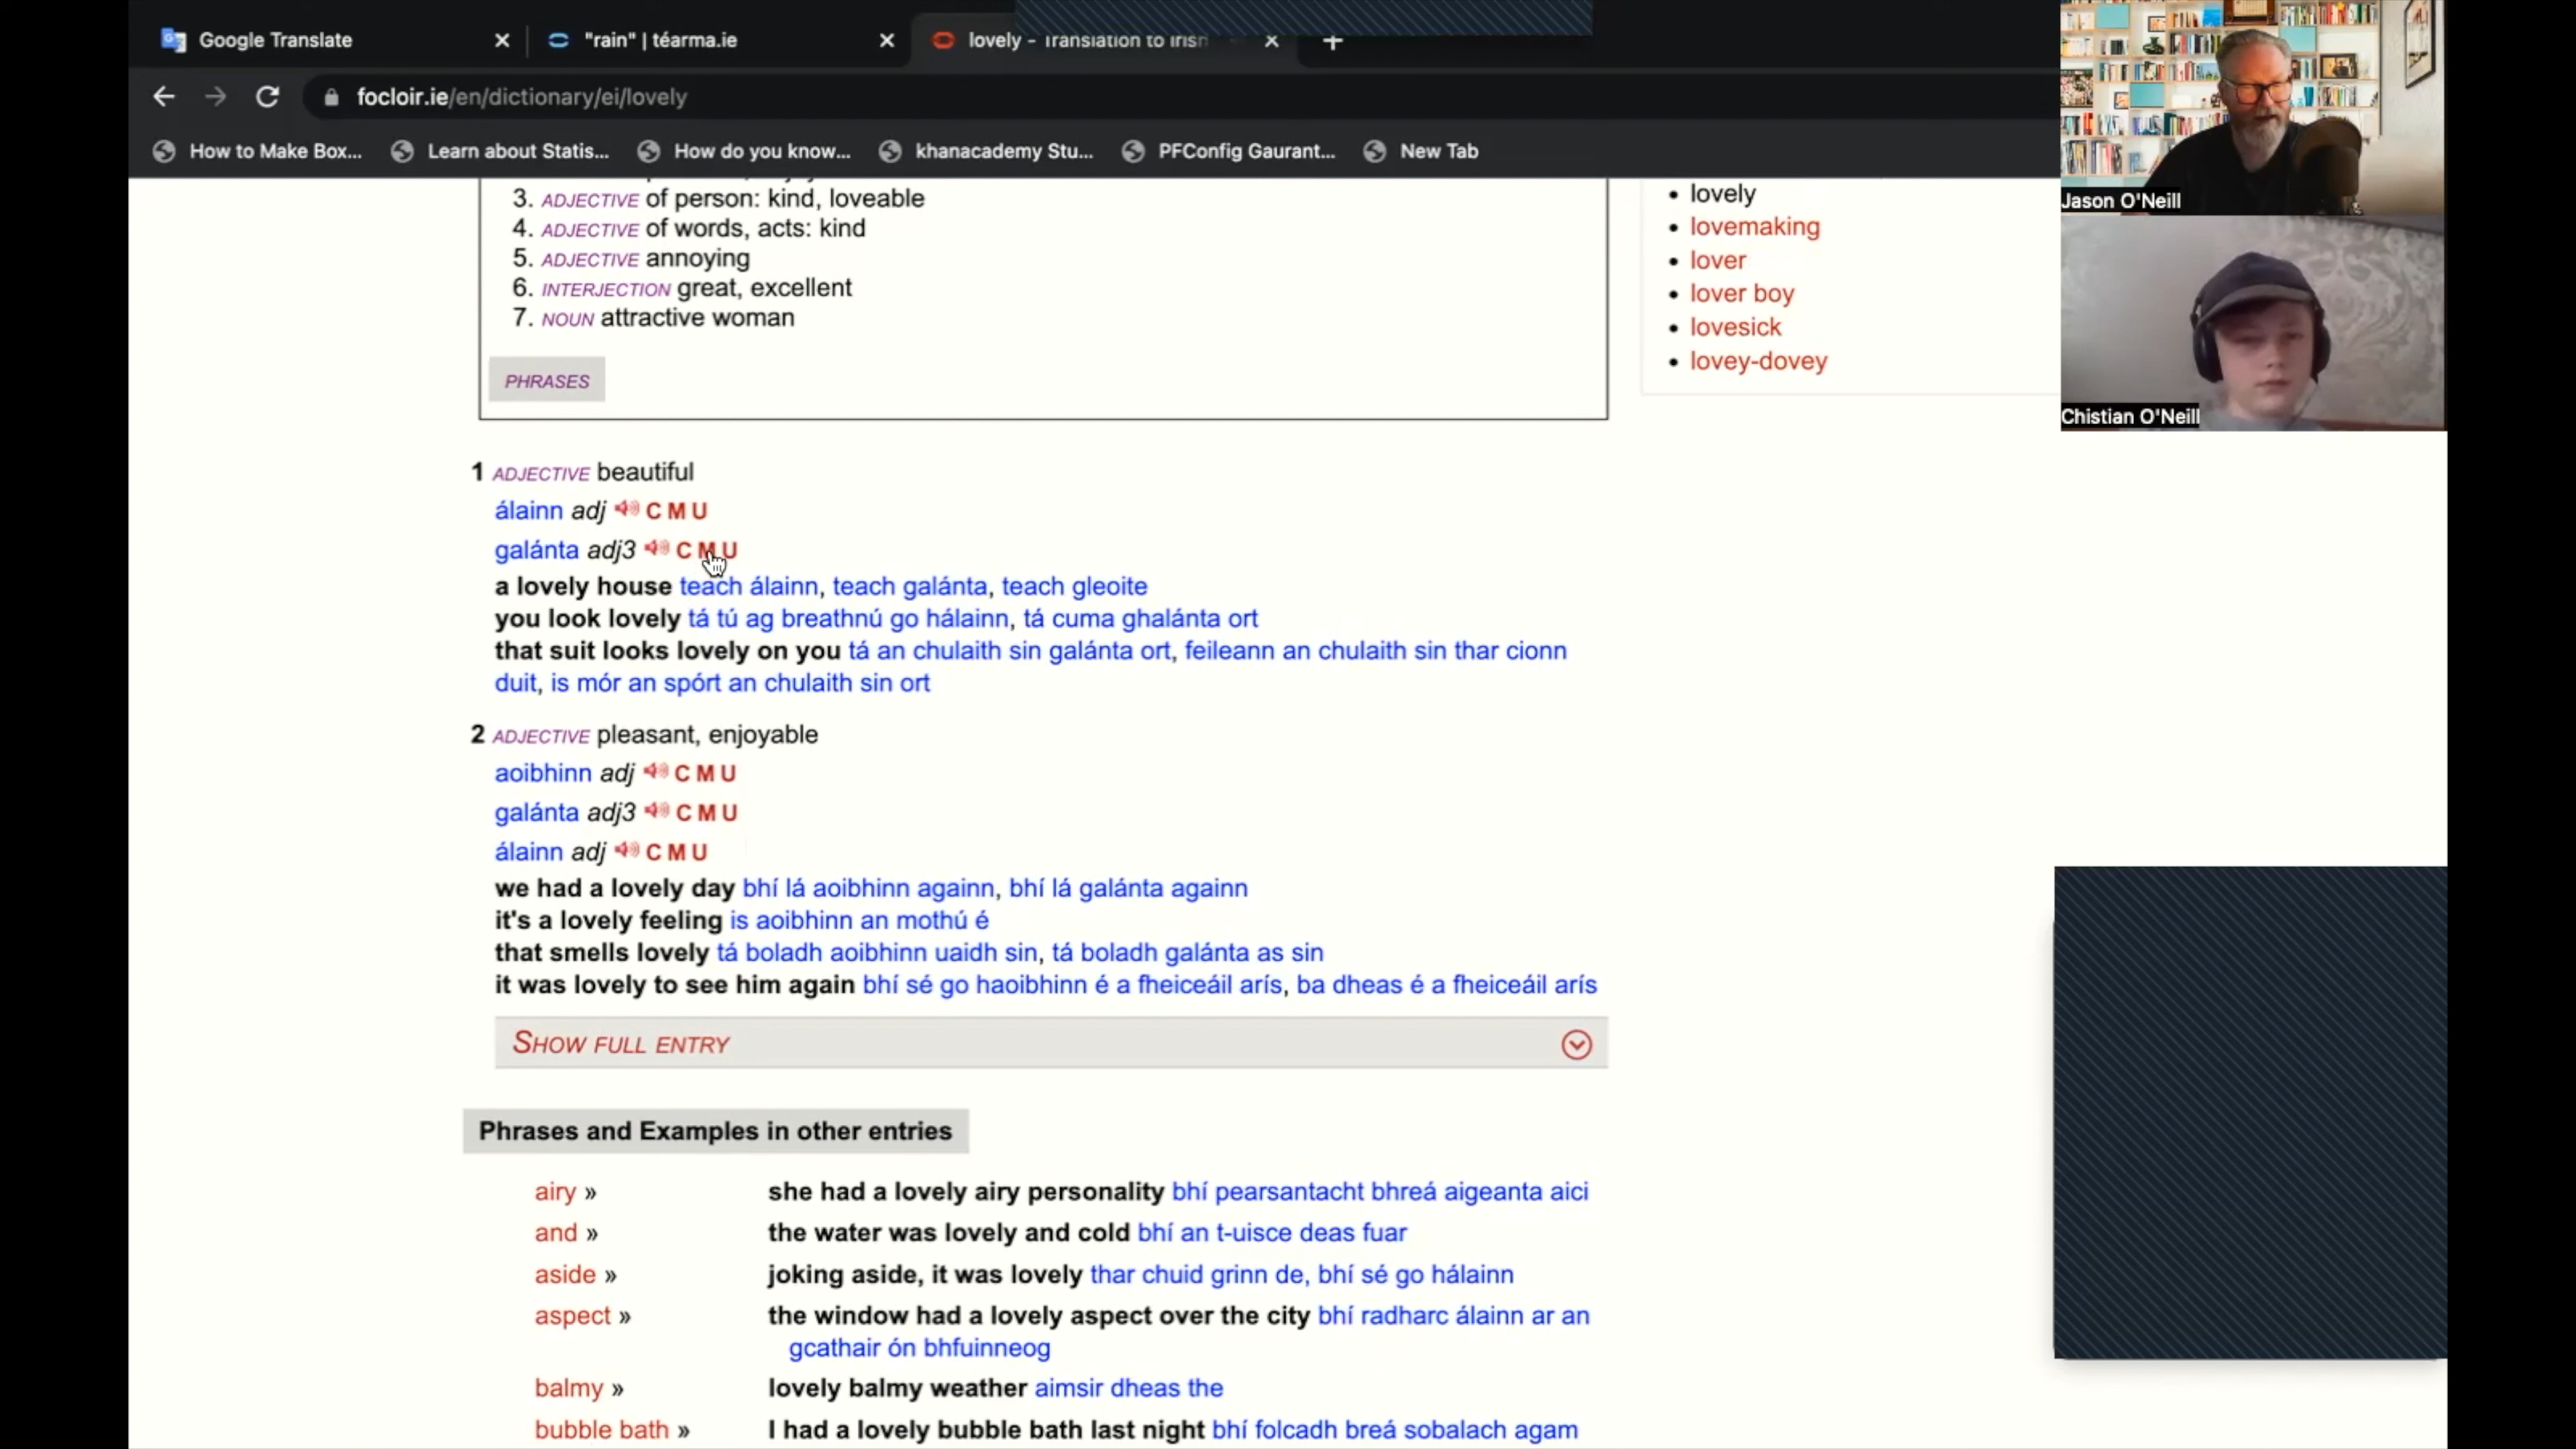 Google Translate
"rain" | téarma.ie
lovely - Translation to Irish
focloir.ie/en/dictionary/ei/lovely
How to Make Box...
Learn about Statis...
How do you know...
khanacademy Stu...
PFConfig Gaurant...
New Tab
3. ADJECTIVE of person: kind, loveable
4. ADJECTIVE of words, acts: kind
5. ADJECTIVE annoying
6. INTERJECTION great, excellent
7. NOUN attractive woman
PHRASES
• lovely
• lovemaking
• lover
• lover boy
• lovesick
• lovey-dovey
Jason O'Neill
Chistian O'Neill
1 ADJECTIVE beautiful
álainn adj C M U
galánta adj3 C M U
a lovely house teach álainn, teach galánta, teach gleoite
you look lovely tá tú ag breathnú go hálainn, tá cuma ghalánta ort
that suit looks lovely on you tá an chulaith sin galánta ort, feileann an chulaith sin thar cionn
duit, is mór an spórt an chulaith sin ort
2 ADJECTIVE pleasant, enjoyable
aoibhinn adj C M U
galánta adj3 C M U
álainn adj C M U
we had a lovely day bhí lá aoibhinn againn, bhí lá galánta againn
it's a lovely feeling is aoibhinn an mothú é
that smells lovely tá boladh aoibhinn uaidh sin, tá boladh galánta as sin
it was lovely to see him again bhí sé go haoibhinn é a fheiceáil arís, ba dheas é a fheiceáil arís
SHOW FULL ENTRY
Phrases and Examples in other entries
airy » she had a lovely airy personality bhí pearsantacht bhreá aigeanta aici
and » the water was lovely and cold bhí an t-uisce deas fuar
aside » joking aside, it was lovely thar chuid grinn de, bhí sé go hálainn
aspect » the window had a lovely aspect over the city bhí radharc álainn ar an
gcathair ón bhfuinneog
balmy » lovely balmy weather aimsir dheas the
bubble bath » I had a lovely bubble bath last night bhí folcadh breá sobalach agam